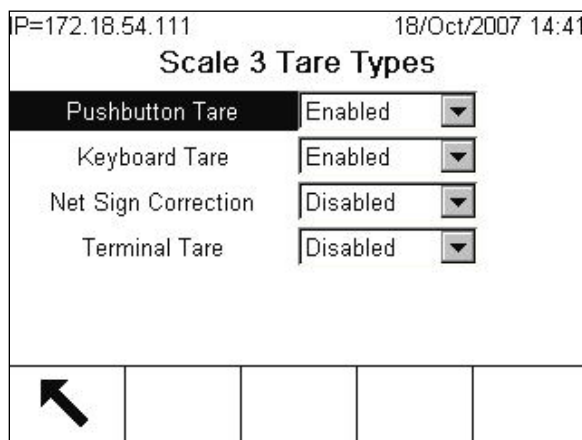 IP=172.18.54.111 18/Oct/2007 14:41
Scale 3 Tare Types
Pushbutton Tare Enabled
Keyboard Tare Enabled
Net Sign Correction Disabled
Terminal Tare Disabled